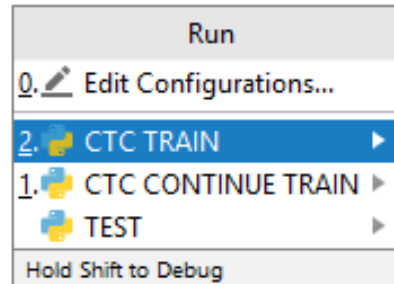 Run
0. Edit Configurations...
2. CTC TRAIN
1. CTC CONTINUE TRAIN
TEST
Hold Shift to Debug